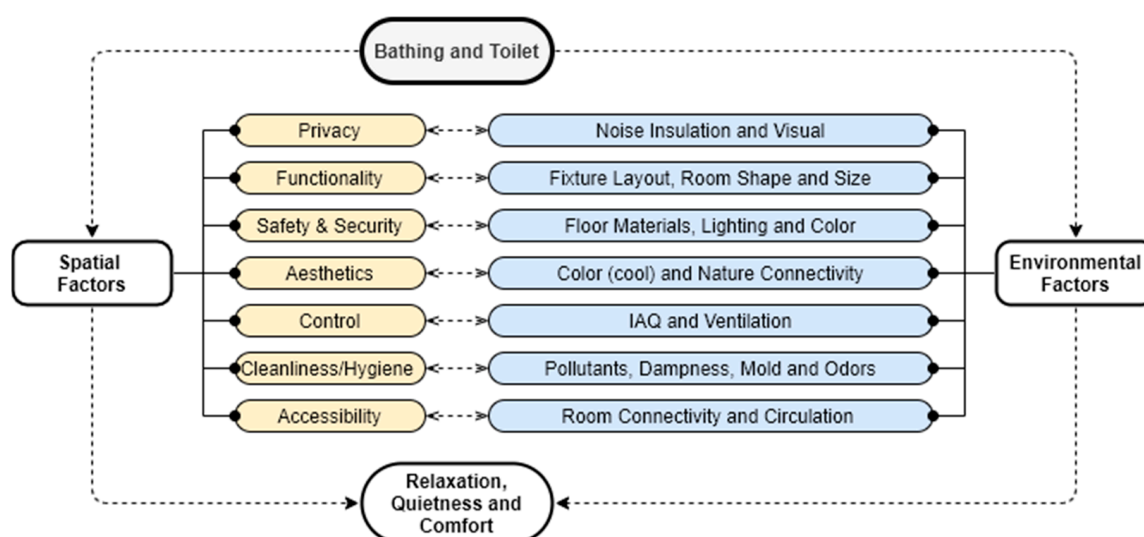 Bathing and Toilet
Privacy
Noise Insulation and Visual
Functionality
Fixture Layout, Room Shape and Size
Safety & Security
Floor Materials, Lighting and Color
Spatial
Factors
Aesthetics
Color (cool) and Nature Connectivity
Environmental
Factors
Control
IAQ and Ventilation
Cleanliness/Hygiene
Pollutants, Dampness, Mold and Odors
Accessibility
Room Connectivity and Circulation
Relaxation,
Quietness and
Comfort